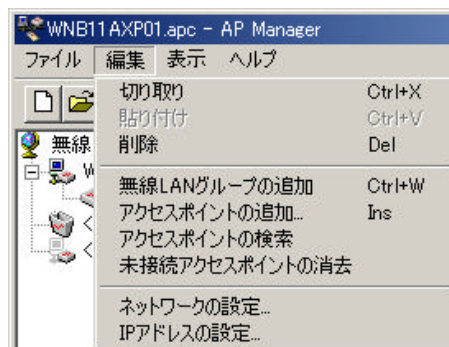 WNB11AXP01.apc - AP Manager
ファイル 編集 表示 ヘルプ
切り取り Ctrl+X
貼り付け Ctrl+V
削除 Del
無線
W
無線LANグループの追加 Ctrl+W
アクセスポイントの追加... Ins
アクセスポイントの検索
未接続アクセスポイントの消去
ネットワークの設定...
IPアドレスの設定...